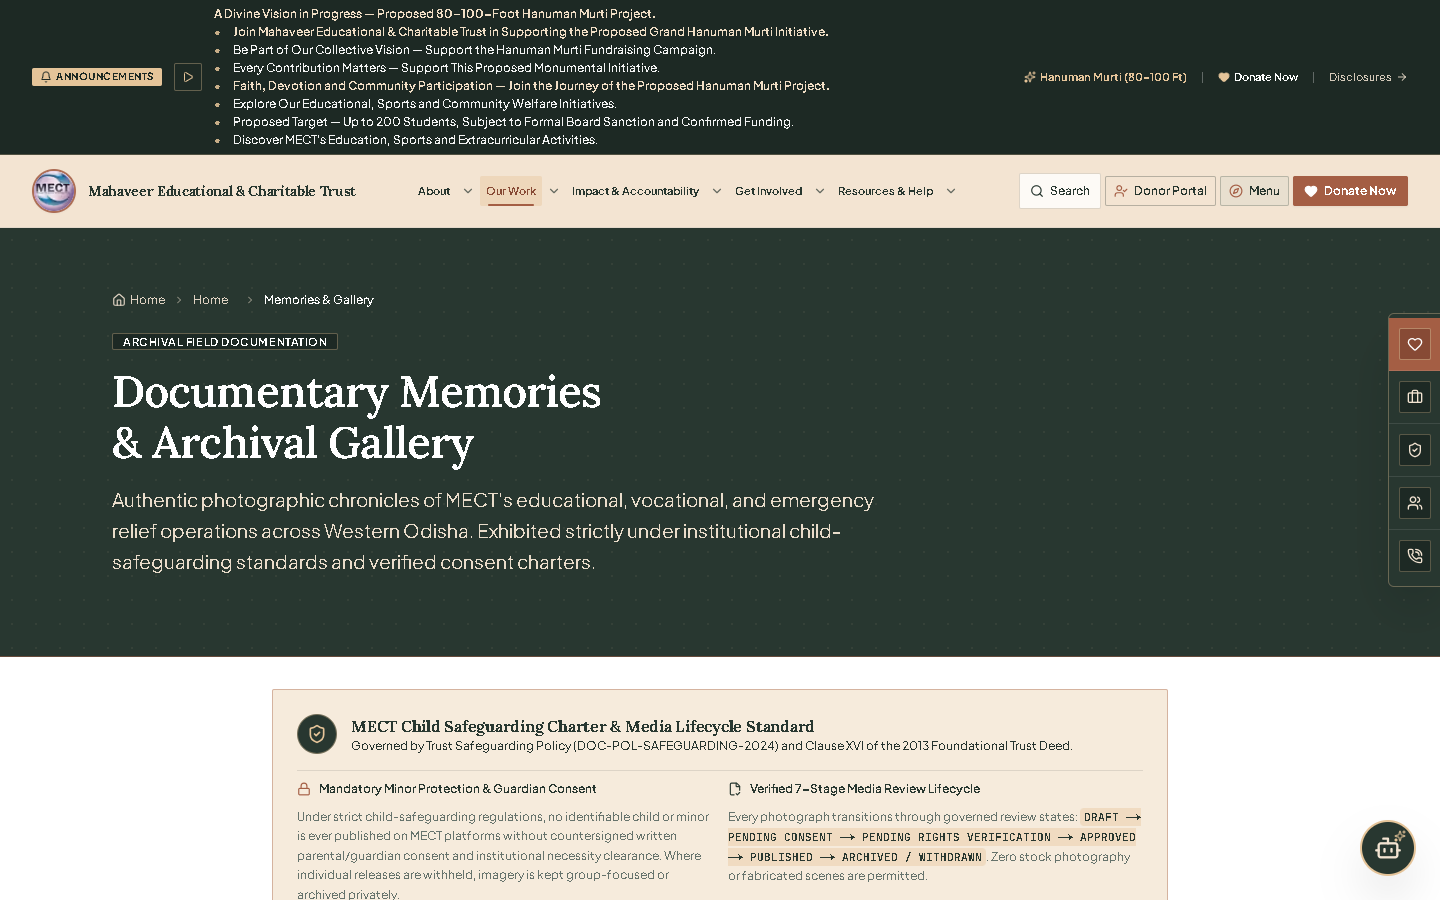 A Divine Vision in Progress — Proposed 80–100-Foot Hanuman Murti Project.
Join Mahaveer Educational & Charitable Trust in Supporting the Proposed Grand Hanuman Murti Initiative.
Be Part of Our Collective Vision — Support the Hanuman Murti Fundraising Campaign.
Every Contribution Matters — Support This Proposed Monumental Initiative.
Faith, Devotion and Community Participation — Join the Journey of the Proposed Hanuman Murti Project.
Explore Our Educational, Sports and Community Welfare Initiatives.
Proposed Target — Up to 200 Students, Subject to Formal Board Sanction and Confirmed Funding.
Discover MECT's Education, Sports and Extracurricular Activities.
ANNOUNCEMENTS
Hanuman Murti (80–100 Ft) | Donate Now | Disclosures →
MECT Mahaveer Educational & Charitable Trust
About Our Work Impact & Accountability Get Involved Resources & Help
Search Donor Portal Menu Donate Now
Home > Home > Memories & Gallery
ARCHIVAL FIELD DOCUMENTATION
Documentary Memories
& Archival Gallery
Authentic photographic chronicles of MECT's educational, vocational, and emergency
relief operations across Western Odisha. Exhibited strictly under institutional child-
safeguarding standards and verified consent charters.
MECT Child Safeguarding Charter & Media Lifecycle Standard
Governed by Trust Safeguarding Policy (DOC-POL-SAFEGUARDING-2024) and Clause XVI of the 2013 Foundational Trust Deed.
Mandatory Minor Protection & Guardian Consent
Under strict child-safeguarding regulations, no identifiable child or minor
is ever published on MECT platforms without countersigned written
parental/guardian consent and institutional necessity clearance. Where
individual releases are withheld, imagery is kept group-focused or
archived privately.
Verified 7-Stage Media Review Lifecycle
Every photograph transitions through governed review states: DRAFT →
PENDING CONSENT → PENDING RIGHTS VERIFICATION → APPROVED
→ PUBLISHED → ARCHIVED / WITHDRAWN . Zero stock photography
or fabricated scenes are permitted.